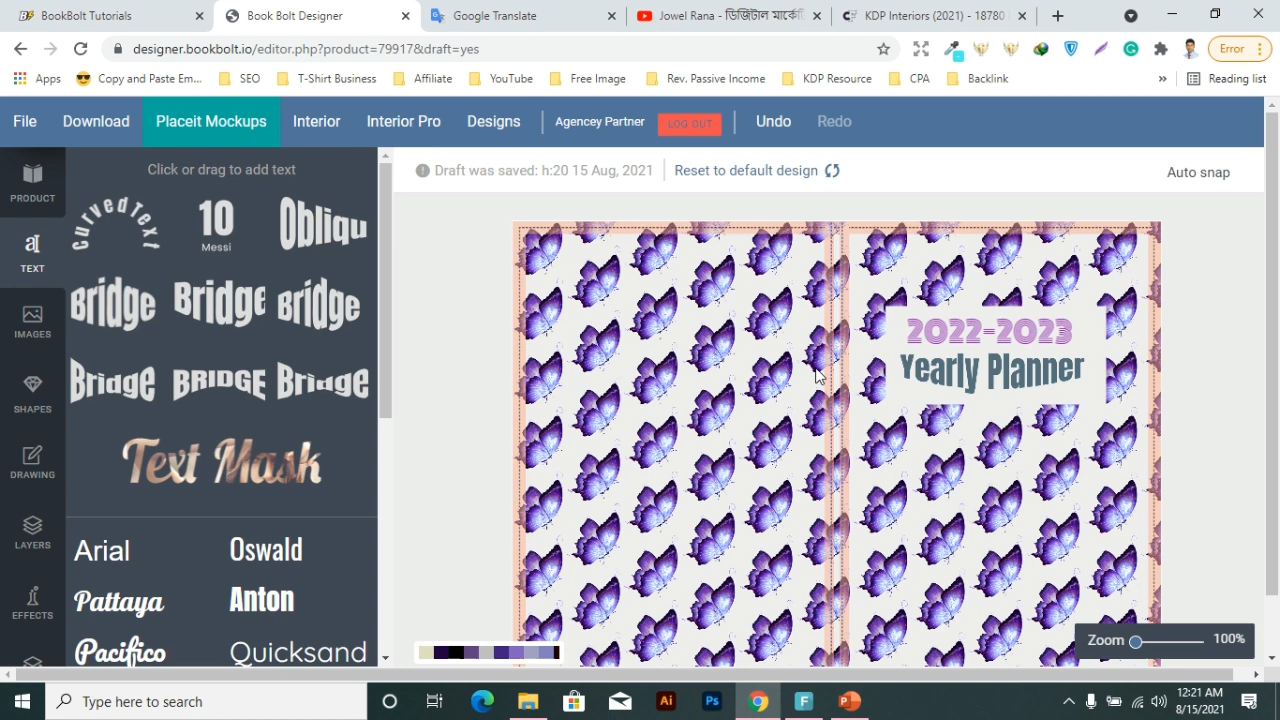 BookBolt Tutorials
Book Bolt Designer
Google Translate
Jowel Rana - ডিজিটাল মার্কেটি
KDP Interiors (2021) - 18780
designer.bookbolt.io/editor.php?product=79917&draft=yes
Error
Apps
Copy and Paste Em...
SEO
T-Shirt Business
Affiliate
YouTube
Free Image
Rev. Passive Income
KDP Resource
CPA
Backlink
»
Reading list
File
Download
Placeit Mockups
Interior
Interior Pro
Designs
Agencey Partner
LOG OUT
Undo
Redo
PRODUCT
TEXT
IMAGES
SHAPES
DRAWING
LAYERS
EFFECTS
Click or drag to add text
CurvedText
10
Messi
Obliqu
Bridge
Bridge
Bridge
Bridge
BRIDGE
Bridge
Text Mask
Arial
Oswald
Pattaya
Anton
Pacifico
Quicksand
Draft was saved: h:20 15 Aug, 2021
Reset to default design
Auto snap
2022-2023
Yearly Planner
Zoom
100%
Type here to search
Ai
Ps
F
12:21 AM
8/15/2021